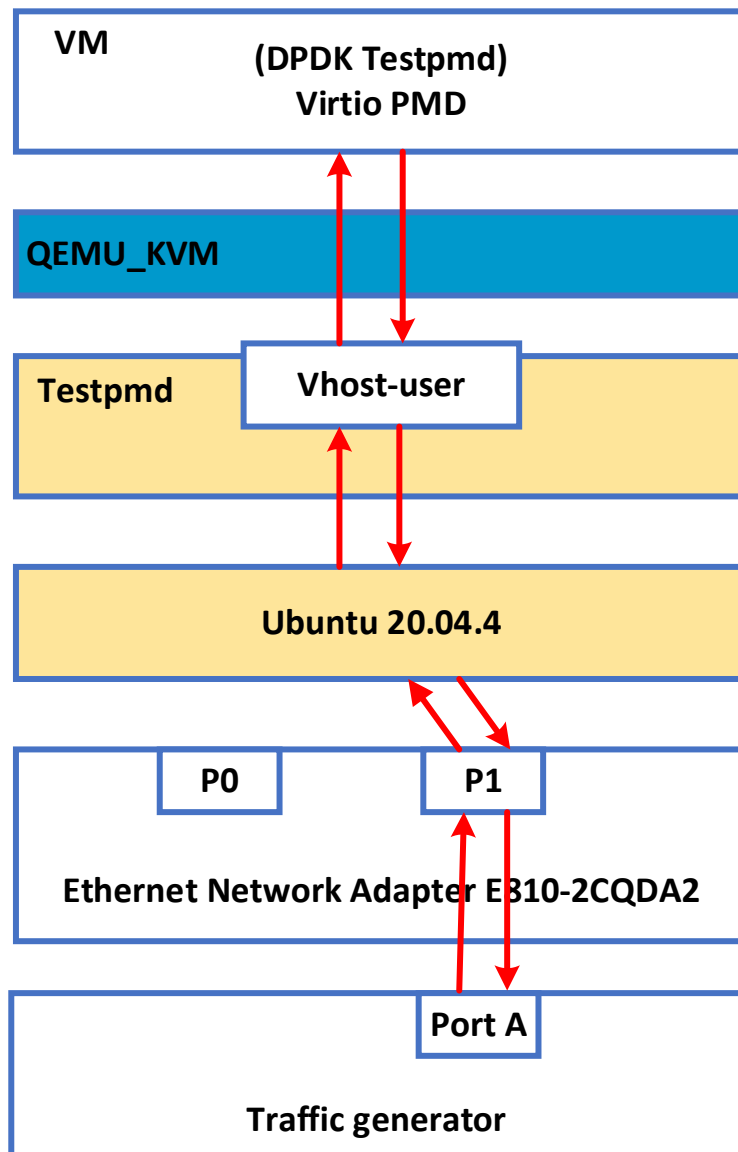 VM
(DPDK Testpmd)
Virtio PMD
QEMU_KVM
Vhost-user
Testpmd
Ubuntu 20.04.4
P0
P1
Ethernet Network Adapter E810-2CQDA2
Port A
Traffic generator